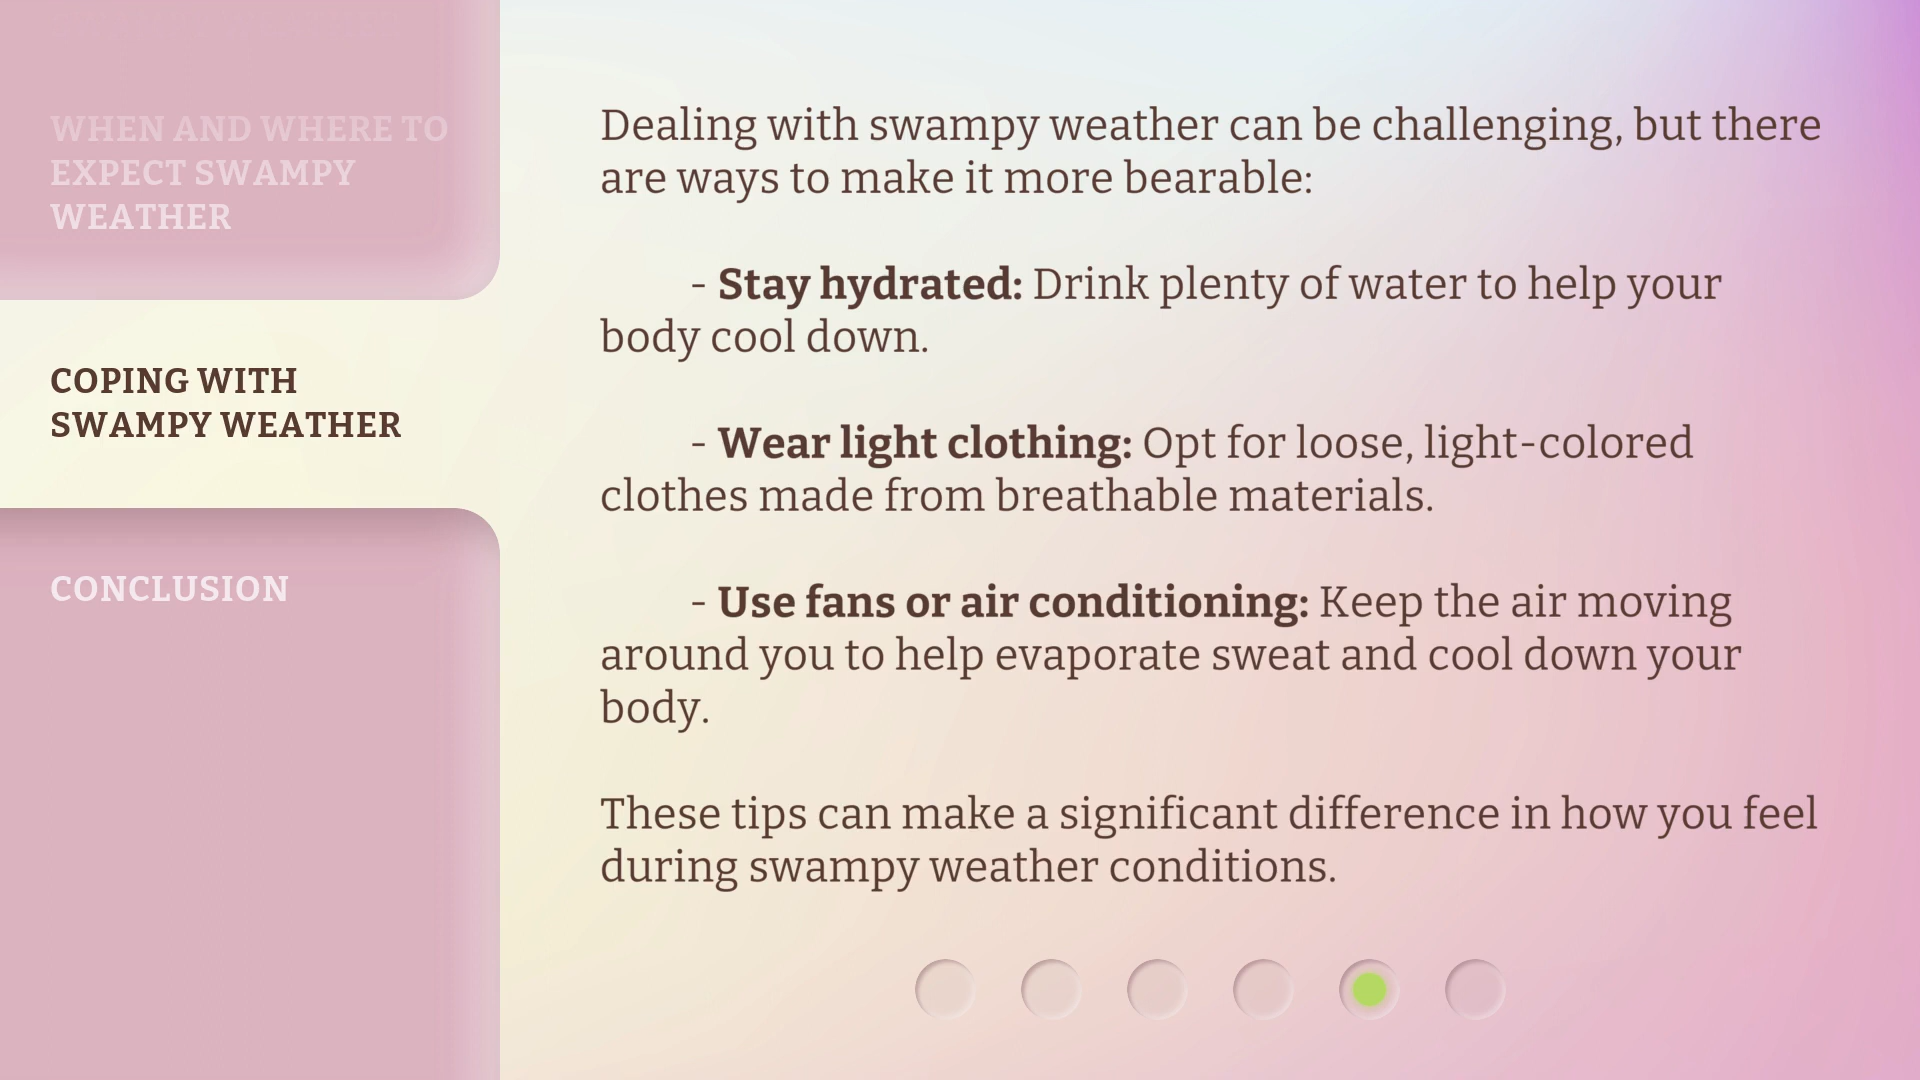 WHEN AND WHERE TO
EXPECT SWAMPY
WEATHER
COPING WITH
SWAMPY WEATHER
CONCLUSION
Dealing with swampy weather can be challenging, but there
are ways to make it more bearable:
- Stay hydrated: Drink plenty of water to help your
body cool down.
- Wear light clothing: Opt for loose, light-colored
clothes made from breathable materials.
- Use fans or air conditioning: Keep the air moving
around you to help evaporate sweat and cool down your
body.
These tips can make a significant difference in how you feel
during swampy weather conditions.